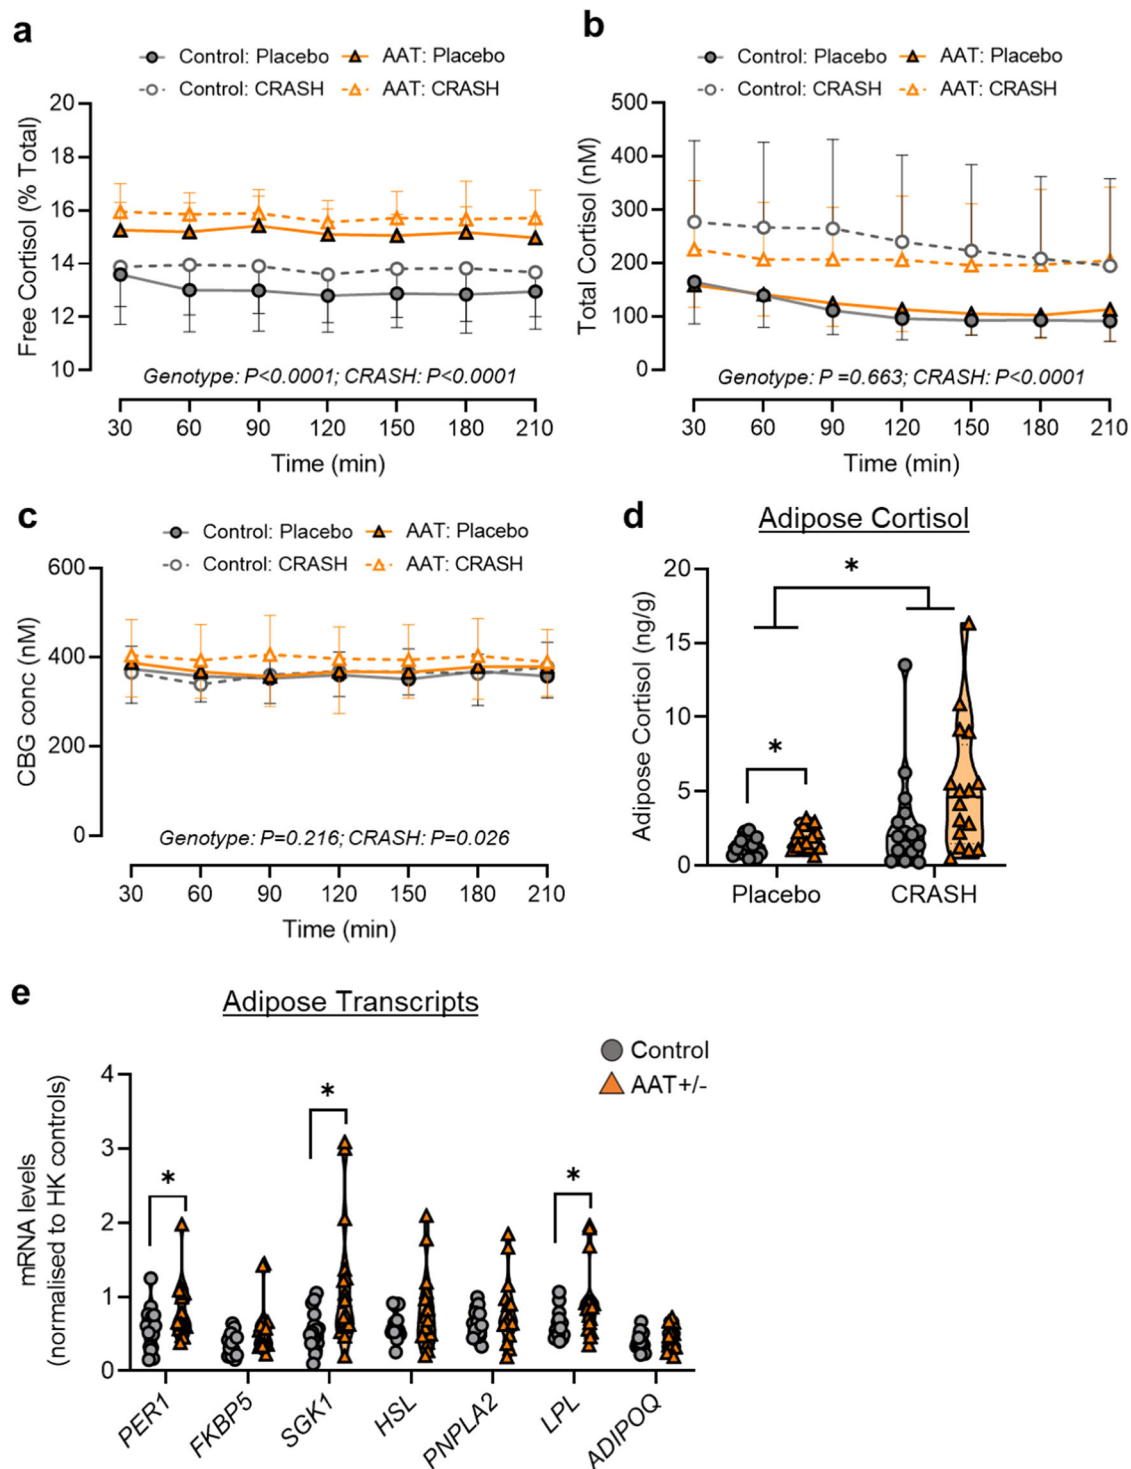 a
Control: Placebo AAT: Placebo
Control: CRASH AAT: CRASH
Free Cortisol (% Total)
20
18
16
14
12
10
Genotype: P<0.0001; CRASH: P<0.0001
30 60 90 120 150 180 210
Time (min)
b
Control: Placebo AAT: Placebo
Control: CRASH AAT: CRASH
Total Cortisol (nM)
500
400
300
200
100
0
Genotype: P =0.663; CRASH: P<0.0001
30 60 90 120 150 180 210
Time (min)
c
Control: Placebo AAT: Placebo
Control: CRASH AAT: CRASH
CBG conc (nM)
600
400
200
0
Genotype: P=0.216; CRASH: P=0.026
30 60 90 120 150 180 210
Time (min)
d
Adipose Cortisol
Adipose Cortisol (ng/g)
20
15
10
5
0
*
*
Placebo CRASH
e
Adipose Transcripts
Control
AAT+/-
mRNA levels
(normalised to HK controls)
4
3
2
1
0
* * *
PER1 FKBP5 SGK1 HSL PNPLA2 LPL ADIPOQ